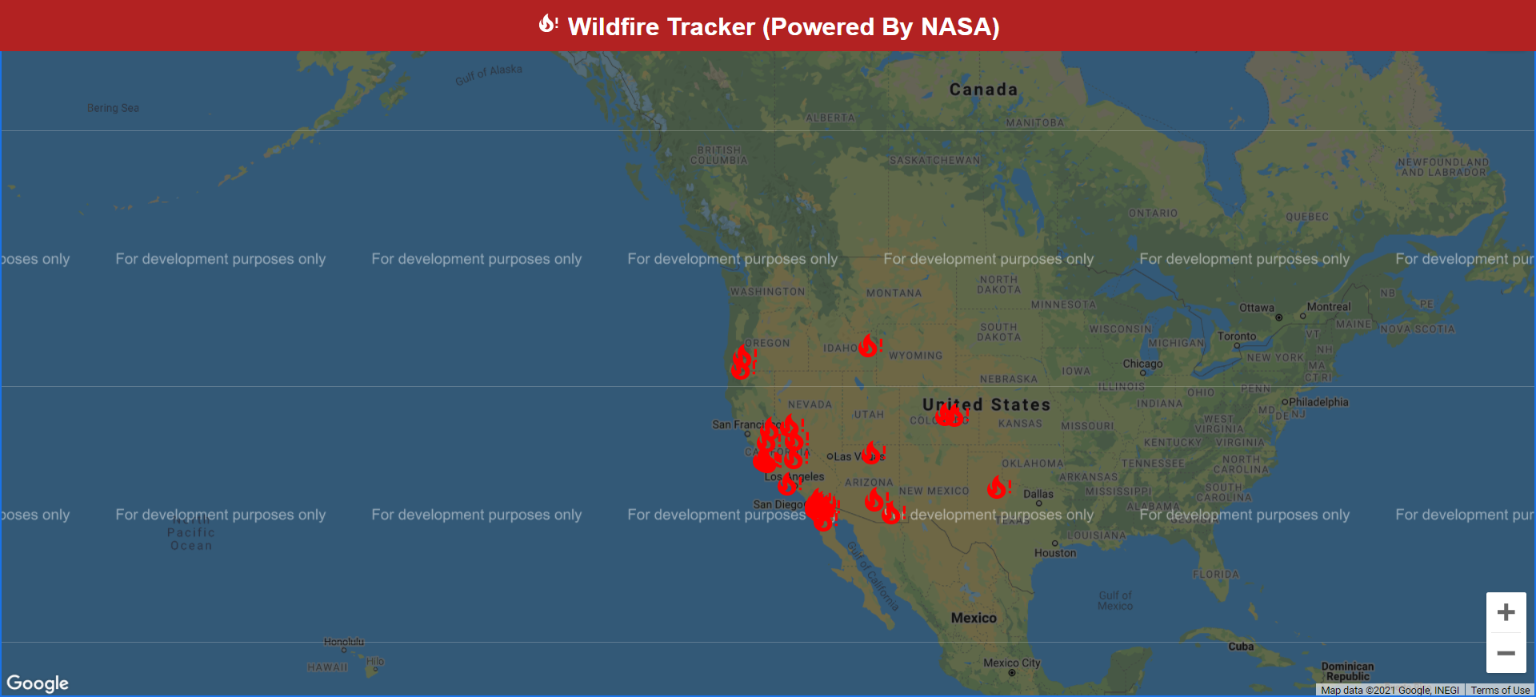 Wildfire Tracker (Powered By NASA)
Gulf of Alaska
Canada
Bering Sea
ALBERTA
MANITOBA
BRITISH
COLUMBIA
SASKATCHEWAN
NEWFOUNDLAND
AND LABRADOR
ONTARIO
QUEBEC
oses only
For development purposes only
For development purposes only
For development purposes only
For development purposes only
For development purposes only
For development pur
WASHINGTON
MONTANA
NORTH
DAKOTA
MINNESOTA
Ottawa
Montreal
NB
PE
MAINE
NOVA SCOTIA
VT
NH
WISCONSIN
SOUTH
DAKOTA
MICHIGAN
Toronto
OREGON
IDAHO
WYOMING
Chicago
NEW YORK
MA
CT RI
IOWA
NEBRASKA
ILLINOIS
OHIO
PENN
INDIANA
Philadelphia
NEVADA
UTAH
United States
MD
DE
NJ
COLORADO
KANSAS
MISSOURI
WEST
VIRGINIA
San Francisco
KENTUCKY
VIRGINIA
CALIFORNIA
Las Vegas
OKLAHOMA
TENNESSEE
NORTH
CAROLINA
Los Angeles
ARIZONA
NEW MEXICO
ARKANSAS
MISSISSIPPI
SOUTH
CAROLINA
Dallas
San Diego
ALABAMA
GEORGIA
oses only
For development purposes only
For development purposes only
For development purposes
development purposes only
For development purposes only
For development pur
TEXAS
North
Pacific
Ocean
LOUISIANA
Houston
Gulf of California
FLORIDA
Gulf of
Mexico
Mexico
Honolulu
HAWAII
Hilo
Cuba
Mexico City
Dominican
Republic
+
−
Google
Map data ©2021 Google, INEGI
Terms of Use